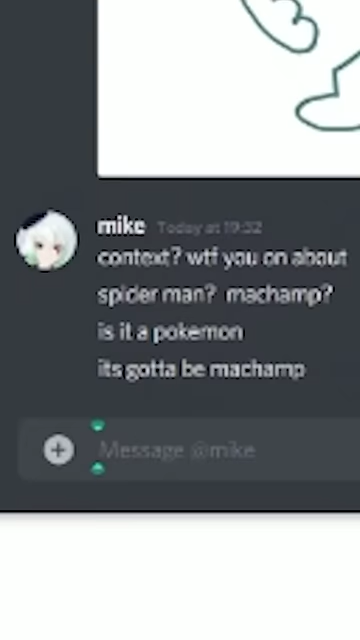 mike Today at 19:32
context? wtf you on about
spider man? machamp?
is it a pokemon
its gotta be machamp
Message @mike